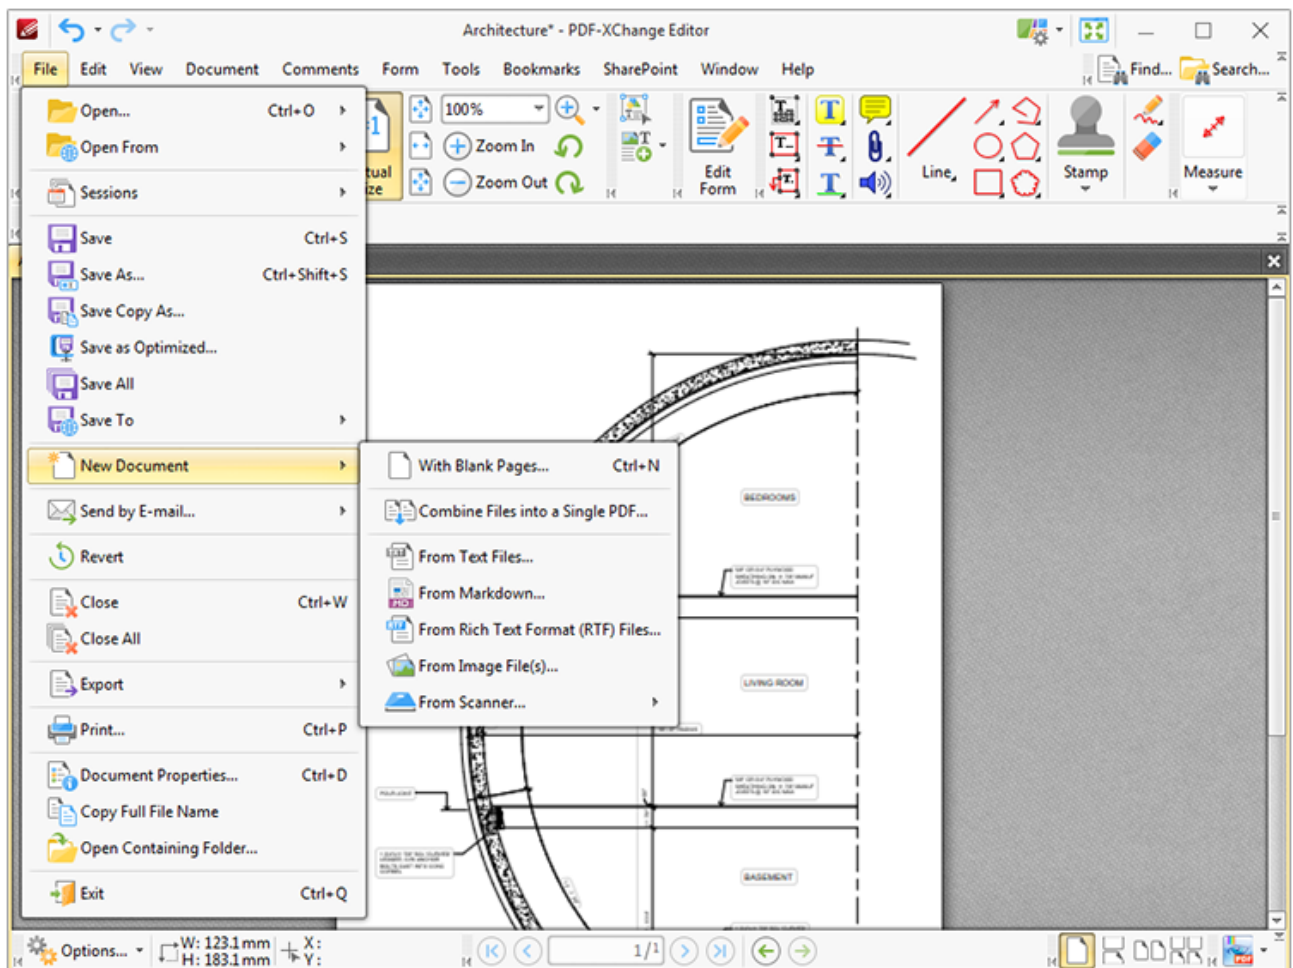 Architecture* - PDF-XChange Editor
File Edit View Document Comments Form Tools Bookmarks SharePoint Window Help
Find... Search...
Open... Ctrl+O
Open From
Sessions
Save Ctrl+S
Save As... Ctrl+Shift+S
Save Copy As...
Save as Optimized...
Save All
Save To
New Document
Send by E-mail...
Revert
Close Ctrl+W
Close All
Export
Print... Ctrl+P
Document Properties... Ctrl+D
Copy Full File Name
Open Containing Folder...
Exit Ctrl+Q
With Blank Pages... Ctrl+N
Combine Files into a Single PDF...
From Text Files...
From Markdown...
From Rich Text Format (RTF) Files...
From Image File(s)...
From Scanner...
100%
Zoom In
Zoom Out
Edit
Form
Line
Stamp
Measure
BEDROOMS
LIVING ROOM
BASEMENT
Options...
W: 123.1 mm
H: 183.1 mm
X:
Y:
1/1